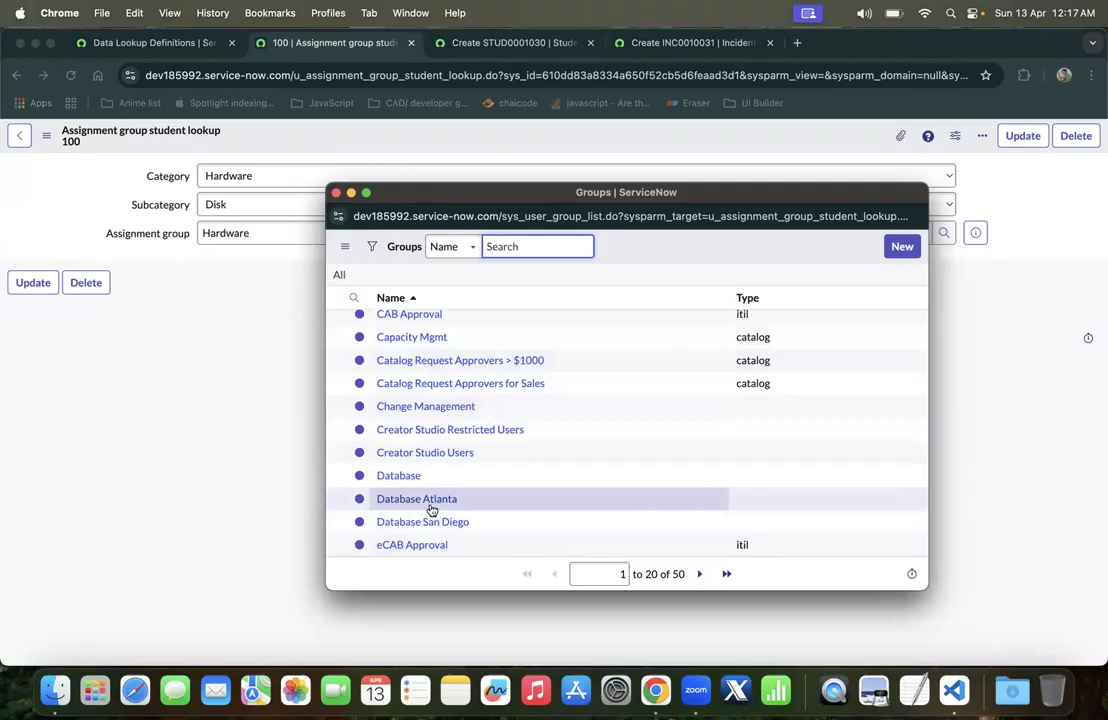 Chrome File Edit View History Bookmarks Profiles Tab Window Help Sun 13 Apr 12:17 AM
Data Lookup Definitions | Ser
100 | Assignment group stud
Create STUD0001030 | Stude
Create INC0010031 | Incident
dev185992.service-now.com/u_assignment_group_student_lookup.do?sys_id=610dd83a8334a650f52cb5d6feaad3d1&sysparm_view=&sysparm_domain=null&sy...
Apps Anime list Spotlight indexing... JavaScript CAD/ developer g... chaicode javascript - Are th... Eraser UI Builder
Assignment group student lookup
100
Update Delete
Category Hardware
Subcategory Disk
Assignment group Hardware
Update Delete
Groups | ServiceNow
dev185992.service-now.com/sys_user_group_list.do?sysparm_target=u_assignment_group_student_lookup....
Groups Name Search New
All
Name Type
CAB Approval itil
Capacity Mgmt catalog
Catalog Request Approvers > $1000 catalog
Catalog Request Approvers for Sales catalog
Change Management
Creator Studio Restricted Users
Creator Studio Users
Database
Database Atlanta
Database San Diego
eCAB Approval itil
1 to 20 of 50
APR
13
zoom